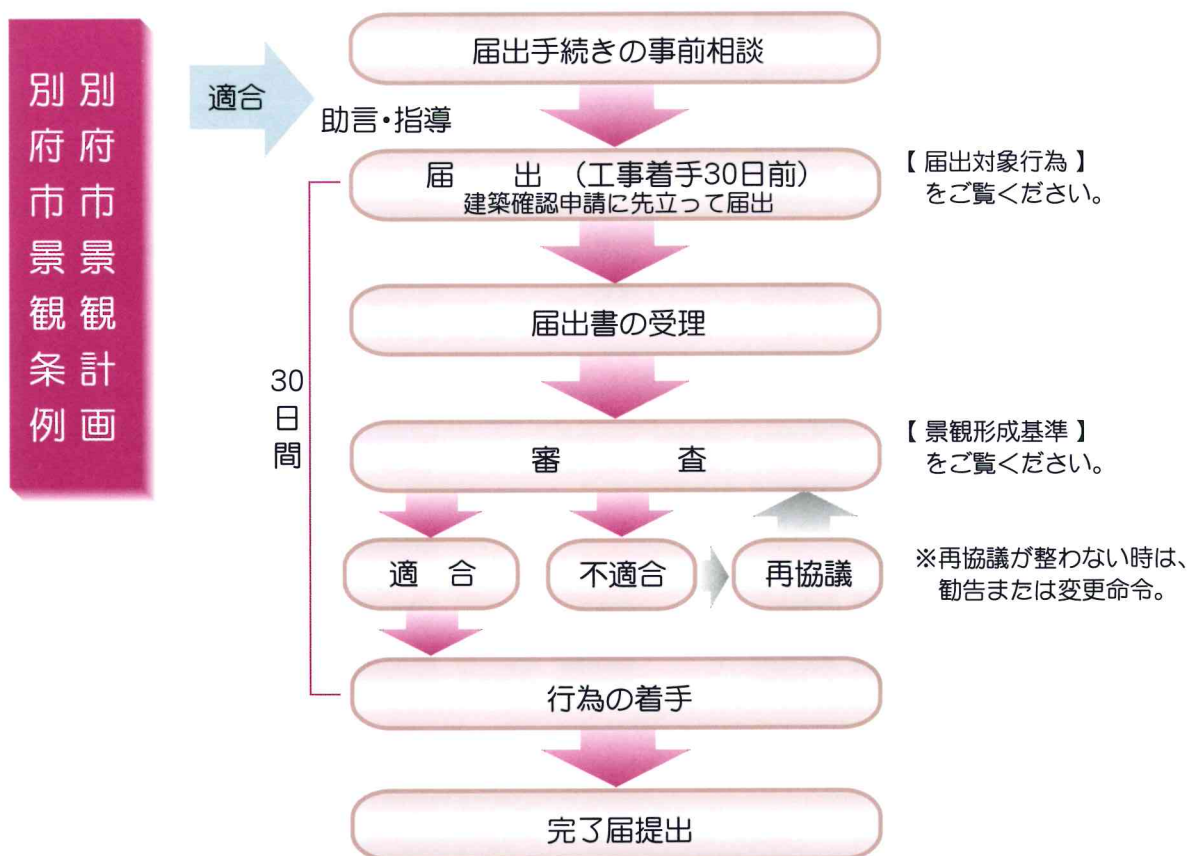 別府市景観計画
別府市景観条例
適合
届出手続きの事前相談
助言・指導
届　出　（工事着手30日前）
建築確認申請に先立って届出
【 届出対象行為 】
をご覧ください。
届出書の受理
30日間
審　査
【 景観形成基準 】
をご覧ください。
適　合
不適合
再協議
※再協議が整わない時は、
勧告または変更命令。
行為の着手
完了届提出